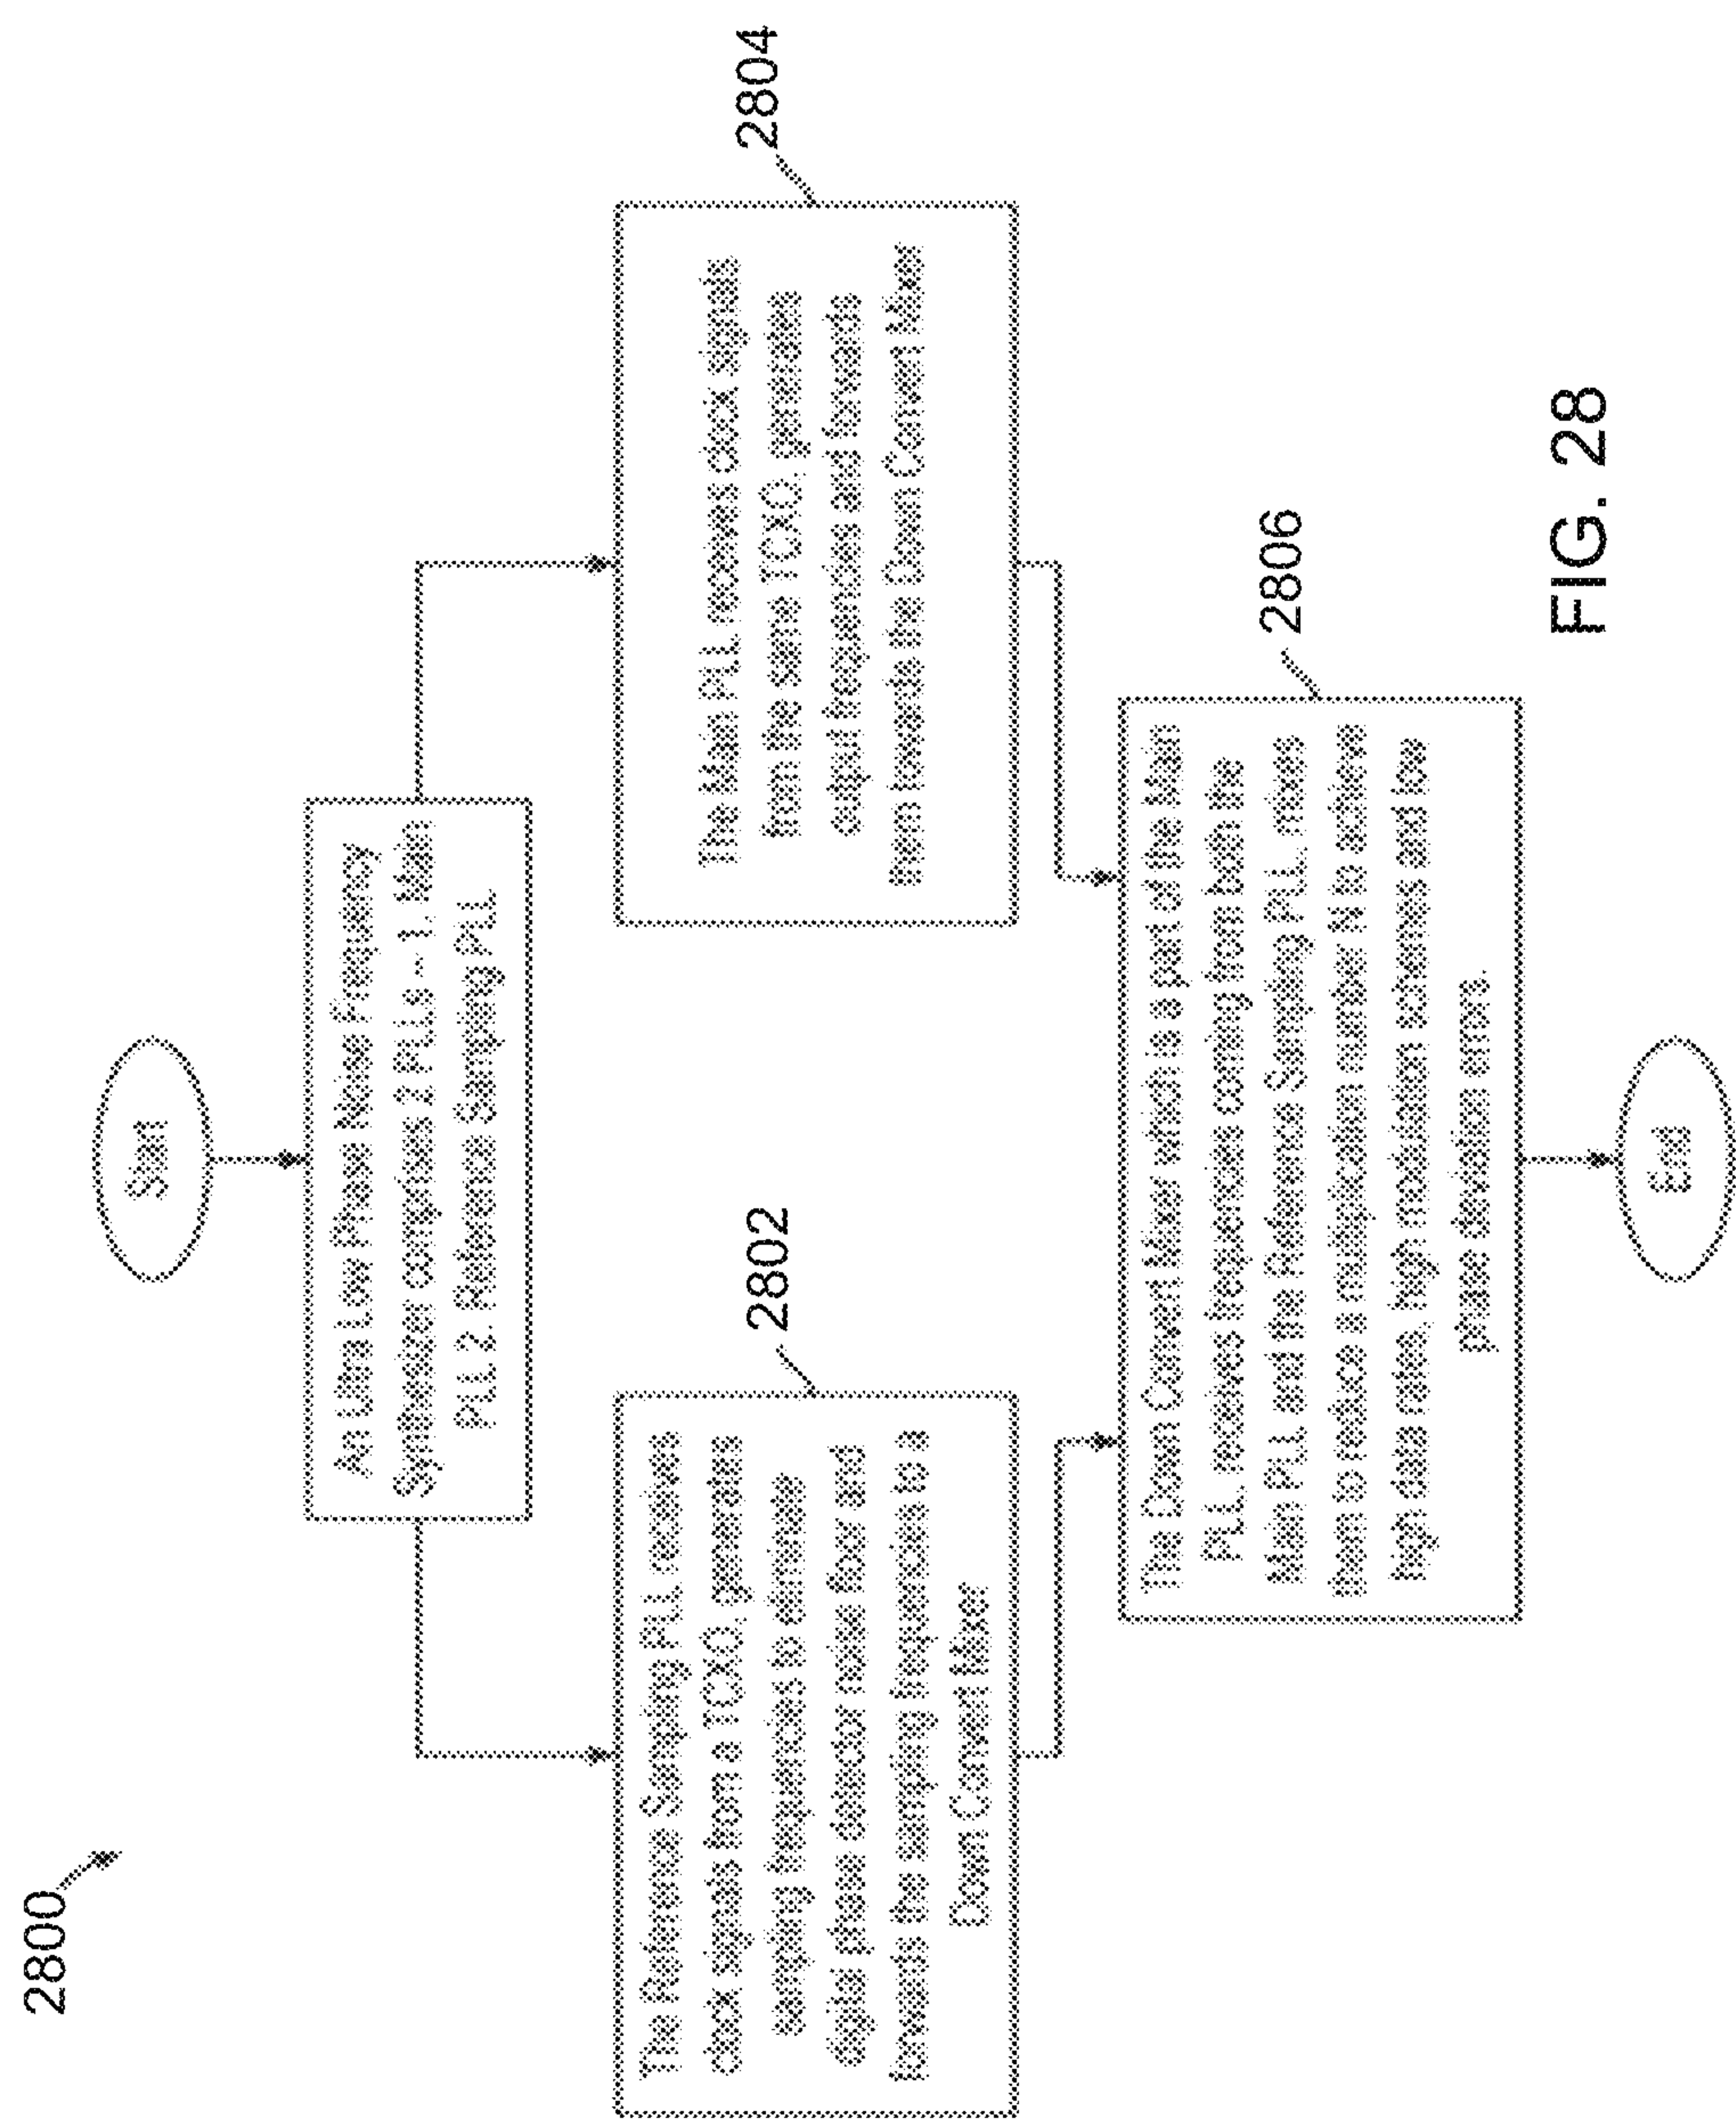 2800
Start
An Ultra Low Phase Noise Frequency
Synthesizer comprises 2 PLLs – 1. Main
PLL 2. Reference Sampling PLL
2802
The Reference Sampling PLL receives
clock signals from a TCXO, generates
sampling frequencies to eliminate
digital phase detector noise floor and
forwards the sampling frequencies to a
Down Convert Mixer
2804
The Main PLL receives clock signals
from the same TCXO, generates
output frequencies and forwards
them towards the Down Convert Mixer
2806
The Down Convert Mixer which is a part of the Main
PLL, receives frequencies coming from both the
Main PLL and the Reference Sampling PLL, mixes
them to reduce a multiplication number N to achieve
high data rates, high modulation schemes and low
phase deviation errors.
End
FIG. 28